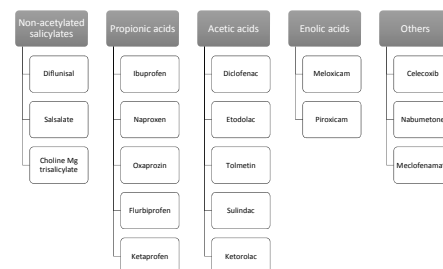 Non-acetylated
salicylates
Diflunisal
Salsalate
Choline Mg
trisalicylate
Propionic acids
Ibuprofen
Naproxen
Oxaprozin
Flurbiprofen
Ketaprofen
Acetic acids
Diclofenac
Etodolac
Tolmetin
Sulindac
Ketorolac
Enolic acids
Meloxicam
Piroxicam
Others
Celecoxib
Nabumetone